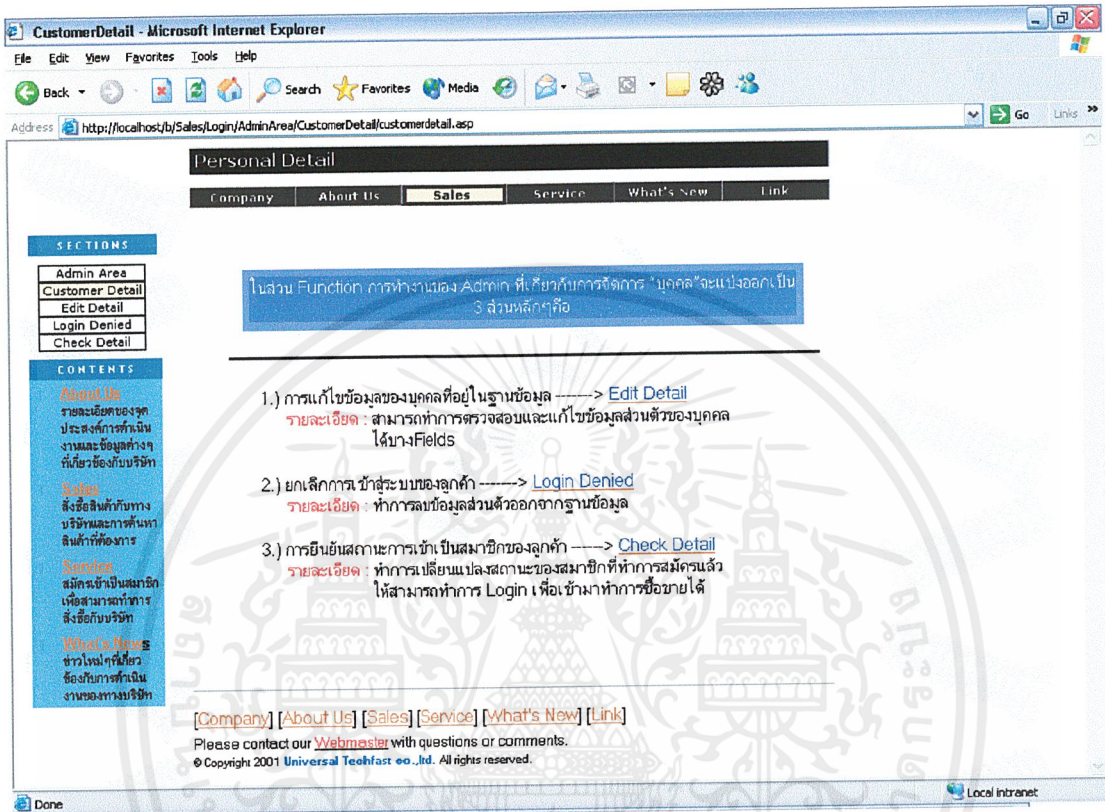 CustomerDetail - Microsoft Internet Explorer
File Edit View Favorites Tools Help
Back Search Favorites Media
Address http://localhost/b/Sales/Login/AdminArea/CustomerDetail/customerdetail.asp Go Links
Personal Detail
Company About Us Sales Service What's New Link
SECTIONS
Admin Area
Customer Detail
Edit Detail
Login Denied
Check Detail
CONTENTS
About Us
รายละเอียดของจุด
ประสงค์การดำเนิน
งานและข้อมูลต่างๆ
ที่เกี่ยวข้องกับบริษัท
Sales
สั่งซื้อสินค้ากับทาง
บริษัทและการค้นหา
สินค้าที่ต้องการ
Service
สมัครเข้าเป็นสมาชิก
เพื่อสามารถทำการ
สั่งซื้อกับบริษัท
What's News
ข่าวใหม่ๆที่เกี่ยว
ข้องกับการดำเนิน
งานของทางบริษัท
ในส่วน Function การทำงานของ Admin ที่เกี่ยวกับการจัดการ "บุคคล"จะแบ่งออกเป็น
3 ส่วนหลักๆคือ
1.) การแก้ไขข้อมูลของบุคคลที่อยู่ในฐานข้อมูล -------> Edit Detail
รายละเอียด : สามารถทำการตรวจสอบและแก้ไขข้อมูลส่วนตัวของบุคคล
ได้บางFields
2.) ยกเลิกการเข้าสู่ระบบของลูกค้า -------> Login Denied
รายละเอียด : ทำการลบข้อมูลส่วนตัวออกจากฐานข้อมูล
3.) การยืนยันสถานะการเข้าเป็นสมาชิกของลูกค้า ------> Check Detail
รายละเอียด : ทำการเปลี่ยนแปลงสถานะของสมาชิกที่ทำการสมัครแล้ว
ให้สามารถทำการ Login เพื่อเข้ามาทำการซื้อขายได้
[Company] [About Us] [Sales] [Service] [What's New] [Link]
Please contact our Webmaster with questions or comments.
© Copyright 2001 Universal Techfast co.,ltd. All rights reserved.
Done Local intranet